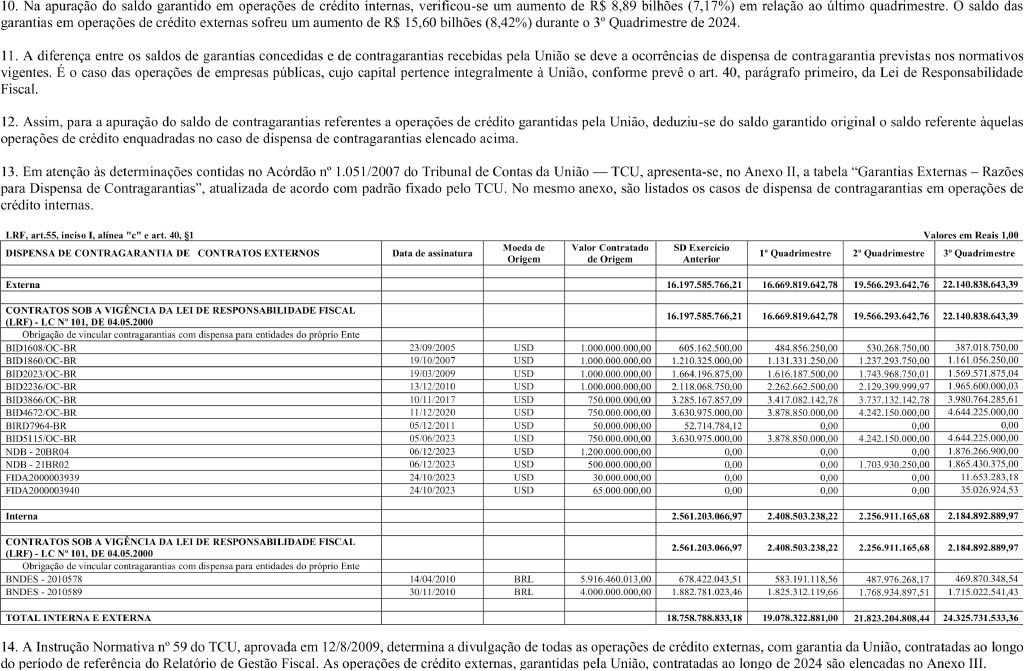 10. Na apuração do saldo garantido em operações de crédito internas, verificou-se um aumento de R$ 8,89 bilhões (7,17%) em relação ao último quadrimestre. O saldo das
garantias em operações de crédito externas sofreu um aumento de R$ 15,60 bilhões (8,42%) durante o 3º Quadrimestre de 2024.
11. A diferença entre os saldos de garantias concedidas e de contragarantias recebidas pela União se deve a ocorrências de dispensa de contragarantia previstas nos normativos
vigentes. É o caso das operações de empresas públicas, cujo capital pertence integralmente à União, conforme prevê o art. 40, parágrafo primeiro, da Lei de Responsabilidade
Fiscal.
12. Assim, para a apuração do saldo de contragarantias referentes a operações de crédito garantidas pela União, deduziu-se do saldo garantido original o saldo referente àquelas
operações de crédito enquadradas no caso de dispensa de contragarantias elencado acima.
13. Em atenção às determinações contidas no Acórdão nº 1.051/2007 do Tribunal de Contas da União — TCU, apresenta-se, no Anexo II, a tabela “Garantias Externas – Razões
para Dispensa de Contragarantias”, atualizada de acordo com padrão fixado pelo TCU. No mesmo anexo, são listados os casos de dispensa de contragarantias em operações de
crédito internas.
LRF, art.55, inciso I, alínea "c" e art. 40, §1 Valores em Reais 1,00
DISPENSA DE CONTRAGARANTIA DE CONTRATOS EXTERNOS Data de assinatura Moeda de Origem Valor Contratado de Origem SD Exercício Anterior 1º Quadrimestre 2º Quadrimestre 3º Quadrimestre
Externa 16.197.585.766,21 16.669.819.642,78 19.566.293.642,76 22.140.838.643,39
CONTRATOS SOB A VIGÊNCIA DA LEI DE RESPONSABILIDADE FISCAL
(LRF) - LC Nº 101, DE 04.05.2000 16.197.585.766,21 16.669.819.642,78 19.566.293.642,76 22.140.838.643,39
Obrigação de vincular contragarantias com dispensa para entidades do próprio Ente
BID1608/OC-BR 23/09/2005 USD 1.000.000.000,00 605.162.500,00 484.856.250,00 530.268.750,00 387.018.750,00
BID1860/OC-BR 19/10/2007 USD 1.000.000.000,00 1.210.325.000,00 1.131.331.250,00 1.237.293.750,00 1.161.056.250,00
BID2023/OC-BR 19/03/2009 USD 1.000.000.000,00 1.664.196.875,00 1.616.187.500,00 1.743.968.750,01 1.569.571.875,04
BID2236/OC-BR 13/12/2010 USD 1.000.000.000,00 2.118.068.750,00 2.262.662.500,00 2.129.399.999,97 1.965.600.000,03
BID3866/OC-BR 10/11/2017 USD 750.000.000,00 3.285.167.857,09 3.417.082.142,78 3.737.132.142,78 3.980.764.285,61
BID4672/OC-BR 11/12/2020 USD 750.000.000,00 3.630.975.000,00 3.878.850.000,00 4.242.150.000,00 4.644.225.000,00
BIRD7964-BR 05/12/2011 USD 50.000.000,00 52.714.784,12 0,00 0,00 0,00
BID5115/OC-BR 05/06/2023 USD 750.000.000,00 3.630.975.000,00 3.878.850.000,00 4.242.150.000,00 4.644.225.000,00
NDB - 20BR04 06/12/2023 USD 1.200.000.000,00 0,00 0,00 0,00 1.876.266.900,00
NDB - 21BR02 06/12/2023 USD 500.000.000,00 0,00 0,00 1.703.930.250,00 1.865.430.375,00
FIDA2000003939 24/10/2023 USD 30.000.000,00 0,00 0,00 0,00 11.653.283,18
FIDA2000003940 24/10/2023 USD 65.000.000,00 0,00 0,00 0,00 35.026.924,53
Interna 2.561.203.066,97 2.408.503.238,22 2.256.911.165,68 2.184.892.889,97
CONTRATOS SOB A VIGÊNCIA DA LEI DE RESPONSABILIDADE FISCAL
(LRF) - LC Nº 101, DE 04.05.2000 2.561.203.066,97 2.408.503.238,22 2.256.911.165,68 2.184.892.889,97
Obrigação de vincular contragarantias com dispensa para entidades do próprio Ente
BNDES - 2010578 14/04/2010 BRL 5.916.460.013,00 678.422.043,51 583.191.118,56 487.976.268,17 469.870.348,54
BNDES - 2010589 30/11/2010 BRL 4.000.000.000,00 1.882.781.023,46 1.825.312.119,66 1.768.934.897,51 1.715.022.541,43
TOTAL INTERNA E EXTERNA 18.758.788.833,18 19.078.322.881,00 21.823.204.808,44 24.325.731.533,36
14. A Instrução Normativa nº 59 do TCU, aprovada em 12/8/2009, determina a divulgação de todas as operações de crédito externas, com garantia da União, contratadas ao longo
do período de referência do Relatório de Gestão Fiscal. As operações de crédito externas, garantidas pela União, contratadas ao longo de 2024 são elencadas no Anexo III.